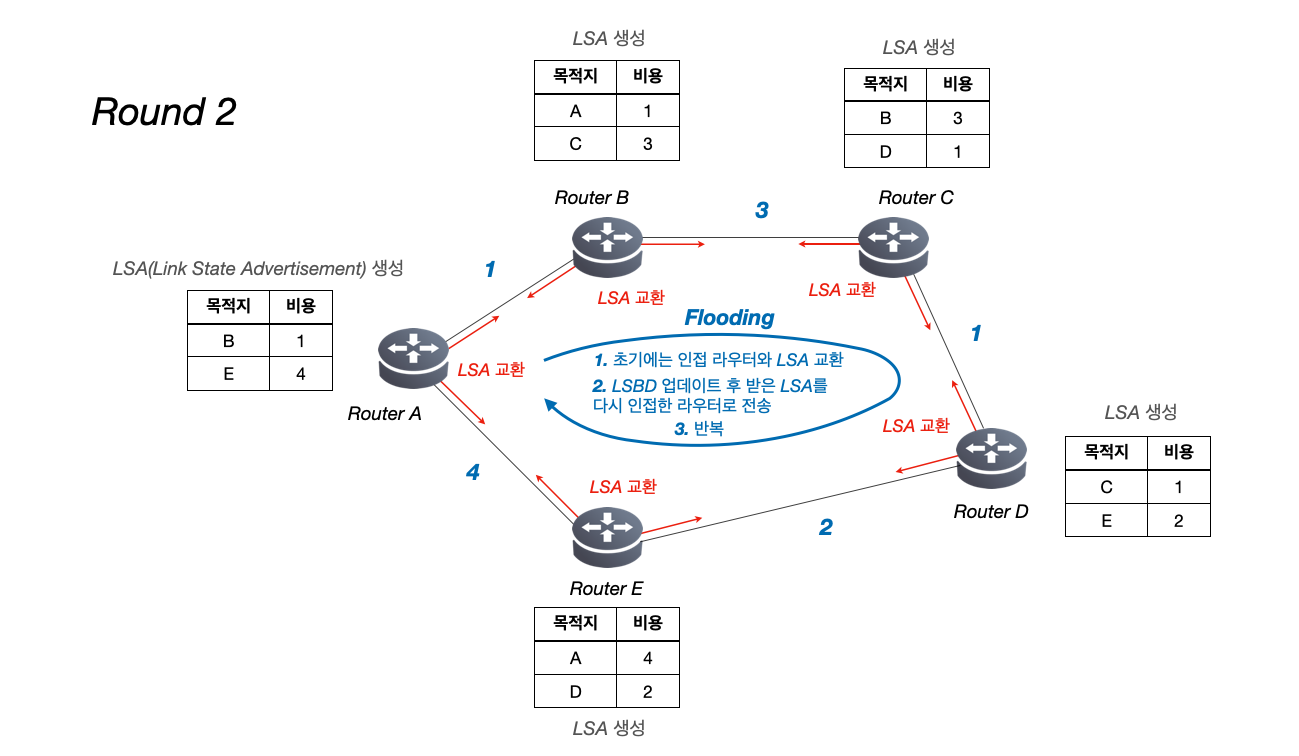 Round 2
LSA 생성
목적지 비용
A 1
C 3
Router B
LSA 생성
목적지 비용
B 3
D 1
Router C
3
LSA(Link State Advertisement) 생성
목적지 비용
B 1
E 4
Router A
1
LSA 교환
LSA 교환
LSA 교환
Flooding
1. 초기에는 인접 라우터와 LSA 교환
2. LSBD 업데이트 후 받은 LSA를
다시 인접한 라우터로 전송
3. 반복
1
LSA 교환
LSA 생성
목적지 비용
C 1
E 2
Router D
4
LSA 교환
2
Router E
목적지 비용
A 4
D 2
LSA 생성